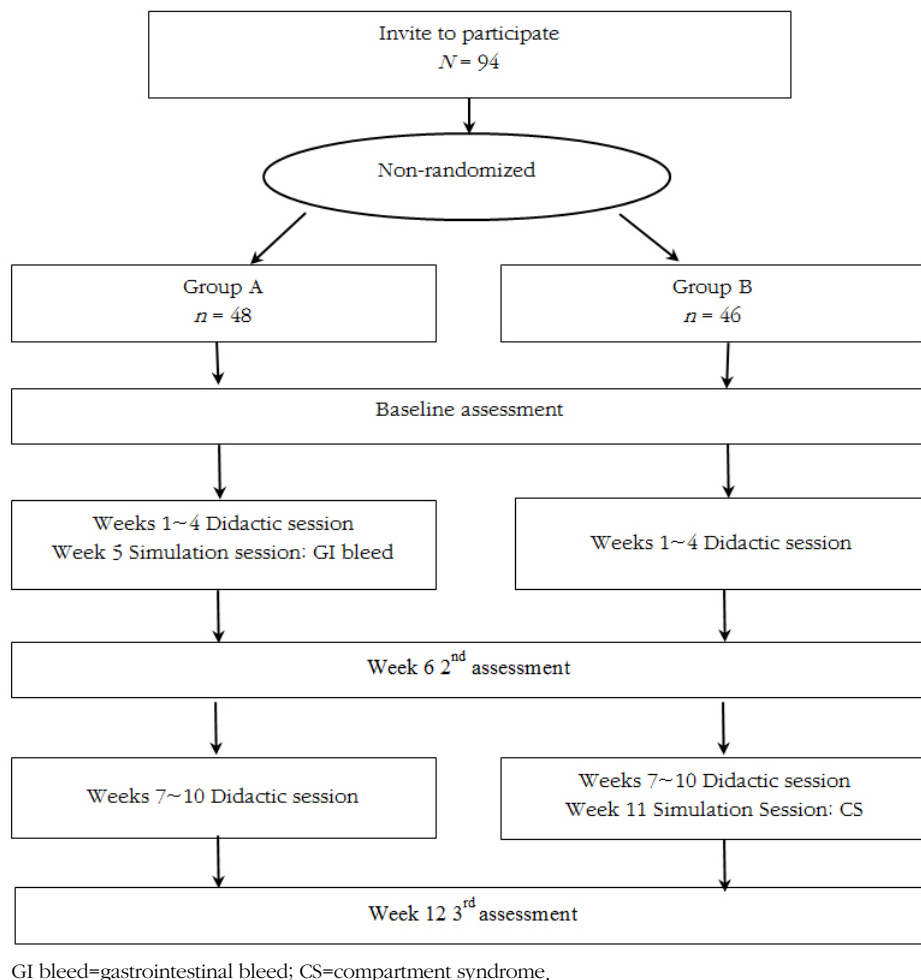 Invite to participate
N = 94
Non-randomized
Group A
n = 48
Group B
n = 46
Baseline assessment
Weeks 1~4 Didactic session
Week 5 Simulation session: GI bleed
Weeks 1~4 Didactic session
Week 6 2nd assessment
Weeks 7~10 Didactic session
Weeks 7~10 Didactic session
Week 11 Simulation Session: CS
Week 12 3rd assessment
GI bleed=gastrointestinal bleed; CS=compartment syndrome.